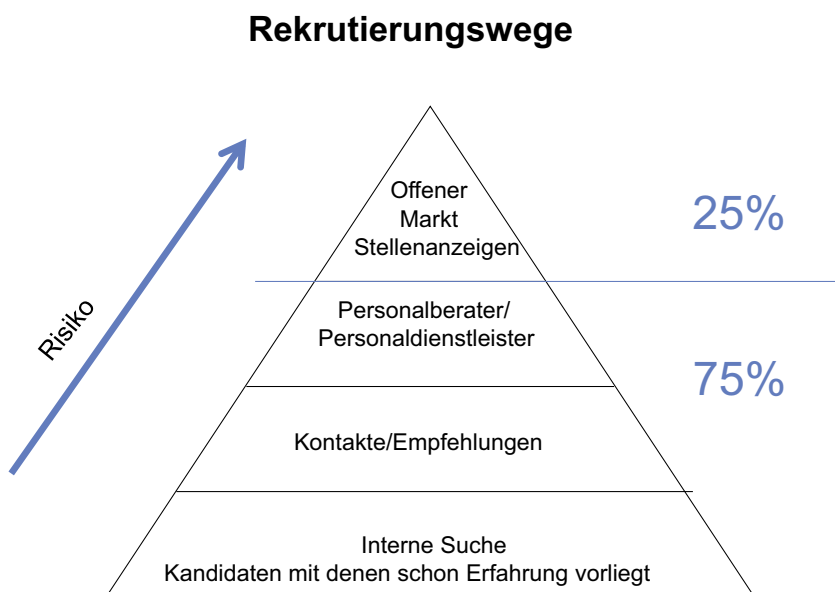 Rekrutierungswege
Offener
Markt
Stellenanzeigen
25%
Risiko
Personalberater/
Personaldienstleister
75%
Kontakte/Empfehlungen
Interne Suche
Kandidaten mit denen schon Erfahrung vorliegt